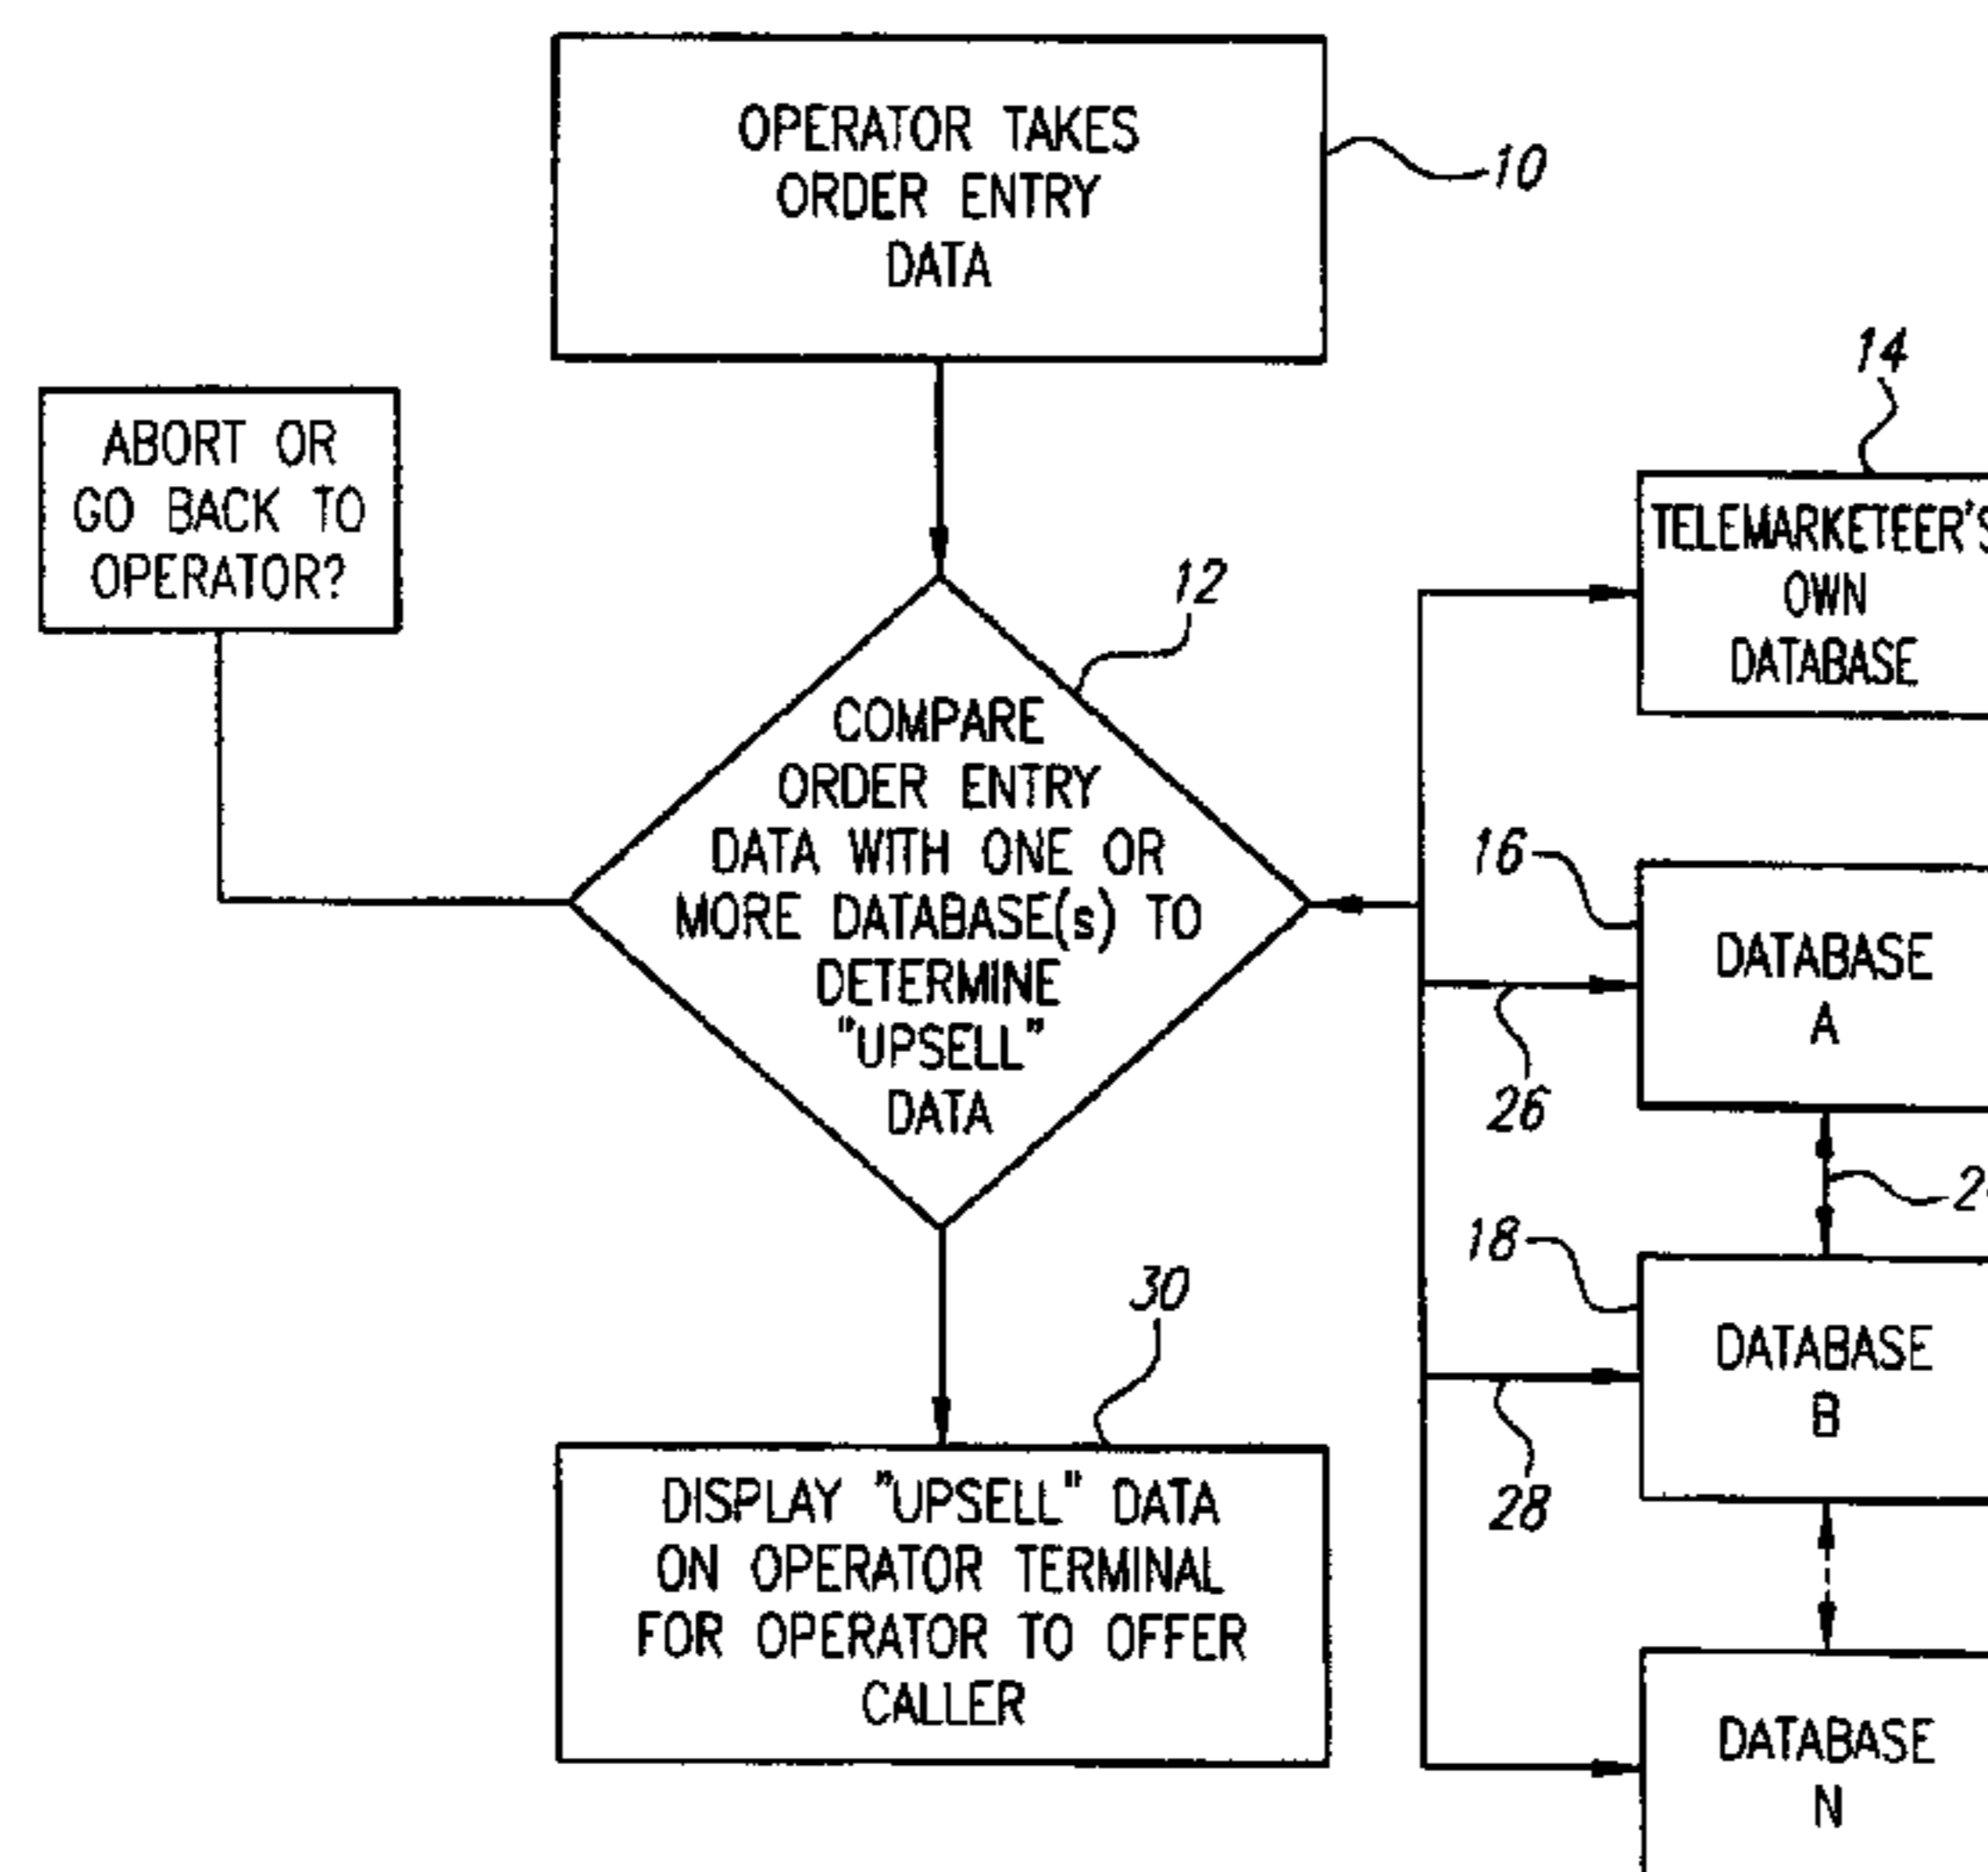 OPERATOR TAKES
ORDER ENTRY
DATA
10
ABORT OR
GO BACK TO
OPERATOR?
12
COMPARE
ORDER ENTRY
DATA WITH ONE OR
MORE DATABASE(s) TO
DETERMINE
"UPSELL"
DATA
14
TELEMARKETEER'S
OWN
DATABASE
16
DATABASE
A
26
18
DATABASE
B
28
30
DISPLAY "UPSELL" DATA
ON OPERATOR TERMINAL
FOR OPERATOR TO OFFER
CALLER
DATABASE
N